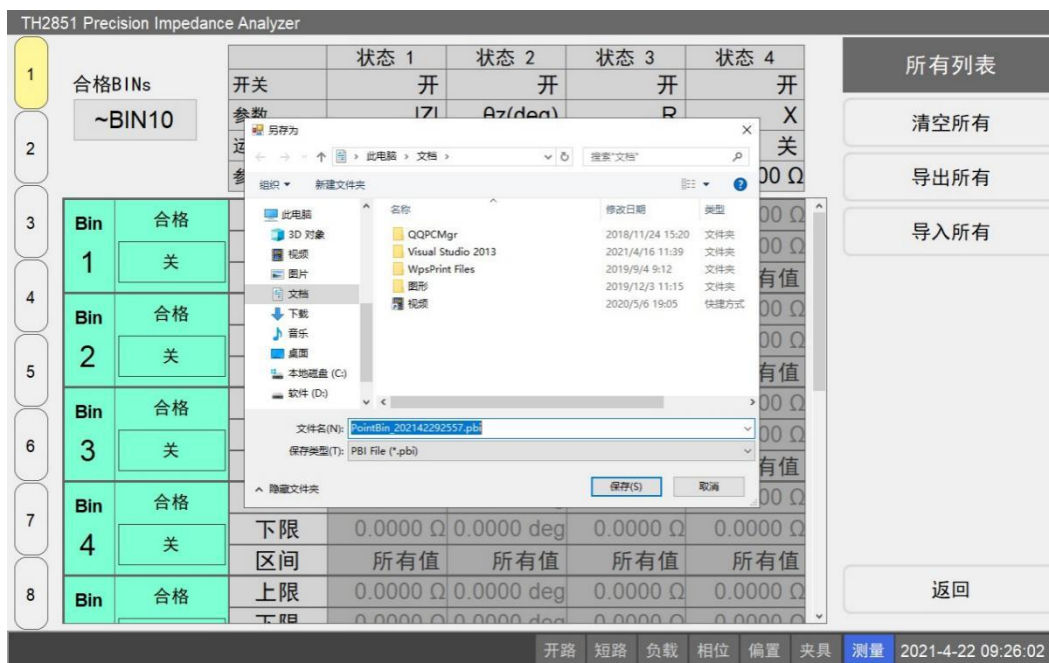 TH2851 Precision Impedance Analyzer
1
2
3
4
5
6
7
8
合格BINs
~BIN10
状态 1 状态 2 状态 3 状态 4
开关 开 开 开 开
参数 |Z| θz(deg) R X
关
00 Ω
Bin 1 合格 关
00 Ω
00 Ω
有值
Bin 2 合格 关
00 Ω
00 Ω
有值
Bin 3 合格 关
00 Ω
00 Ω
有值
Bin 4 合格 关
00 Ω
下限 0.0000 Ω 0.0000 deg 0.0000 Ω 0.0000 Ω
区间 所有值 所有值 所有值 所有值
Bin 合格
上限 0.0000 Ω 0.0000 deg 0.0000 Ω 0.0000 Ω
下限 0.0000 Ω 0.0000 deg 0.0000 Ω 0.0000 Ω
另存为
此电脑 › 文档 ›
搜索"文档"
组织 新建文件夹
此电脑
3D 对象
视频
图片
文档
下载
音乐
桌面
本地磁盘 (C:)
软件 (D:)
名称 修改日期 类型
QQPCMgr 2018/11/24 15:20 文件夹
Visual Studio 2013 2021/4/16 11:39 文件夹
WpsPrint Files 2019/9/4 9:12 文件夹
图形 2019/12/3 11:15 文件夹
视频 2020/5/6 19:05 快捷方式
文件名(N): PointBin_202142292557.pbi
保存类型(T): PBI File (*.pbi)
隐藏文件夹
保存(S) 取消
所有列表
清空所有
导出所有
导入所有
返回
开路 短路 负载 相位 偏置 夹具 测量 2021-4-22 09:26:02